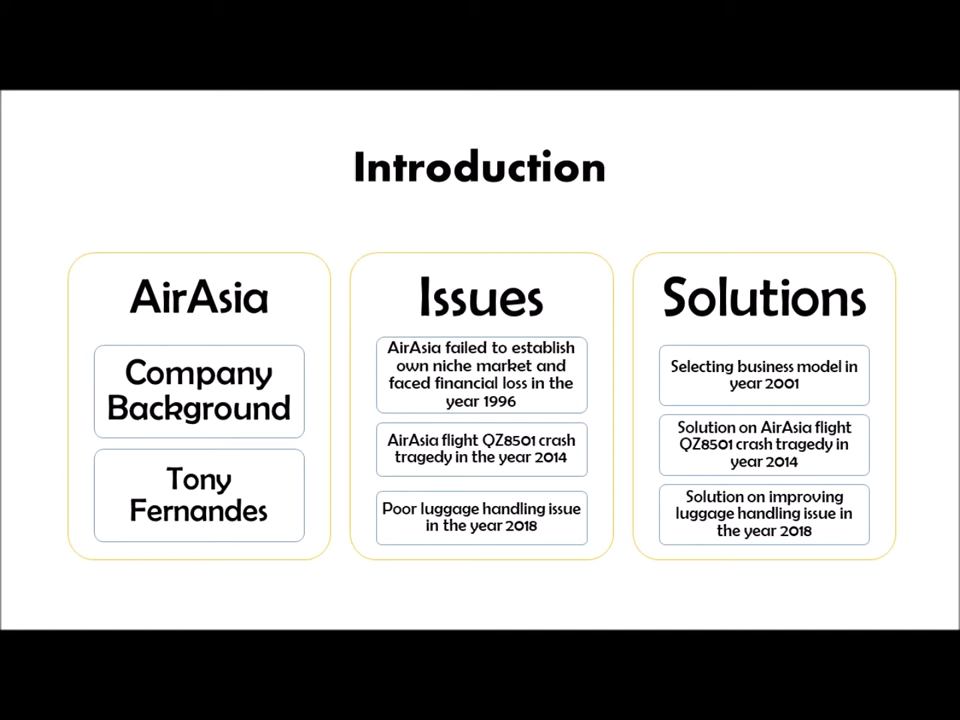 Introduction
AirAsia
Company
Background
Tony
Fernandes
Issues
AirAsia failed to establish
own niche market and
faced financial loss in the
year 1996
AirAsia flight QZ8501 crash
tragedy in the year 2014
Poor luggage handling issue
in the year 2018
Solutions
Selecting business model in
year 2001
Solution on AirAsia flight
QZ8501 crash tragedy in
year 2014
Solution on improving
luggage handling issue in
the year 2018